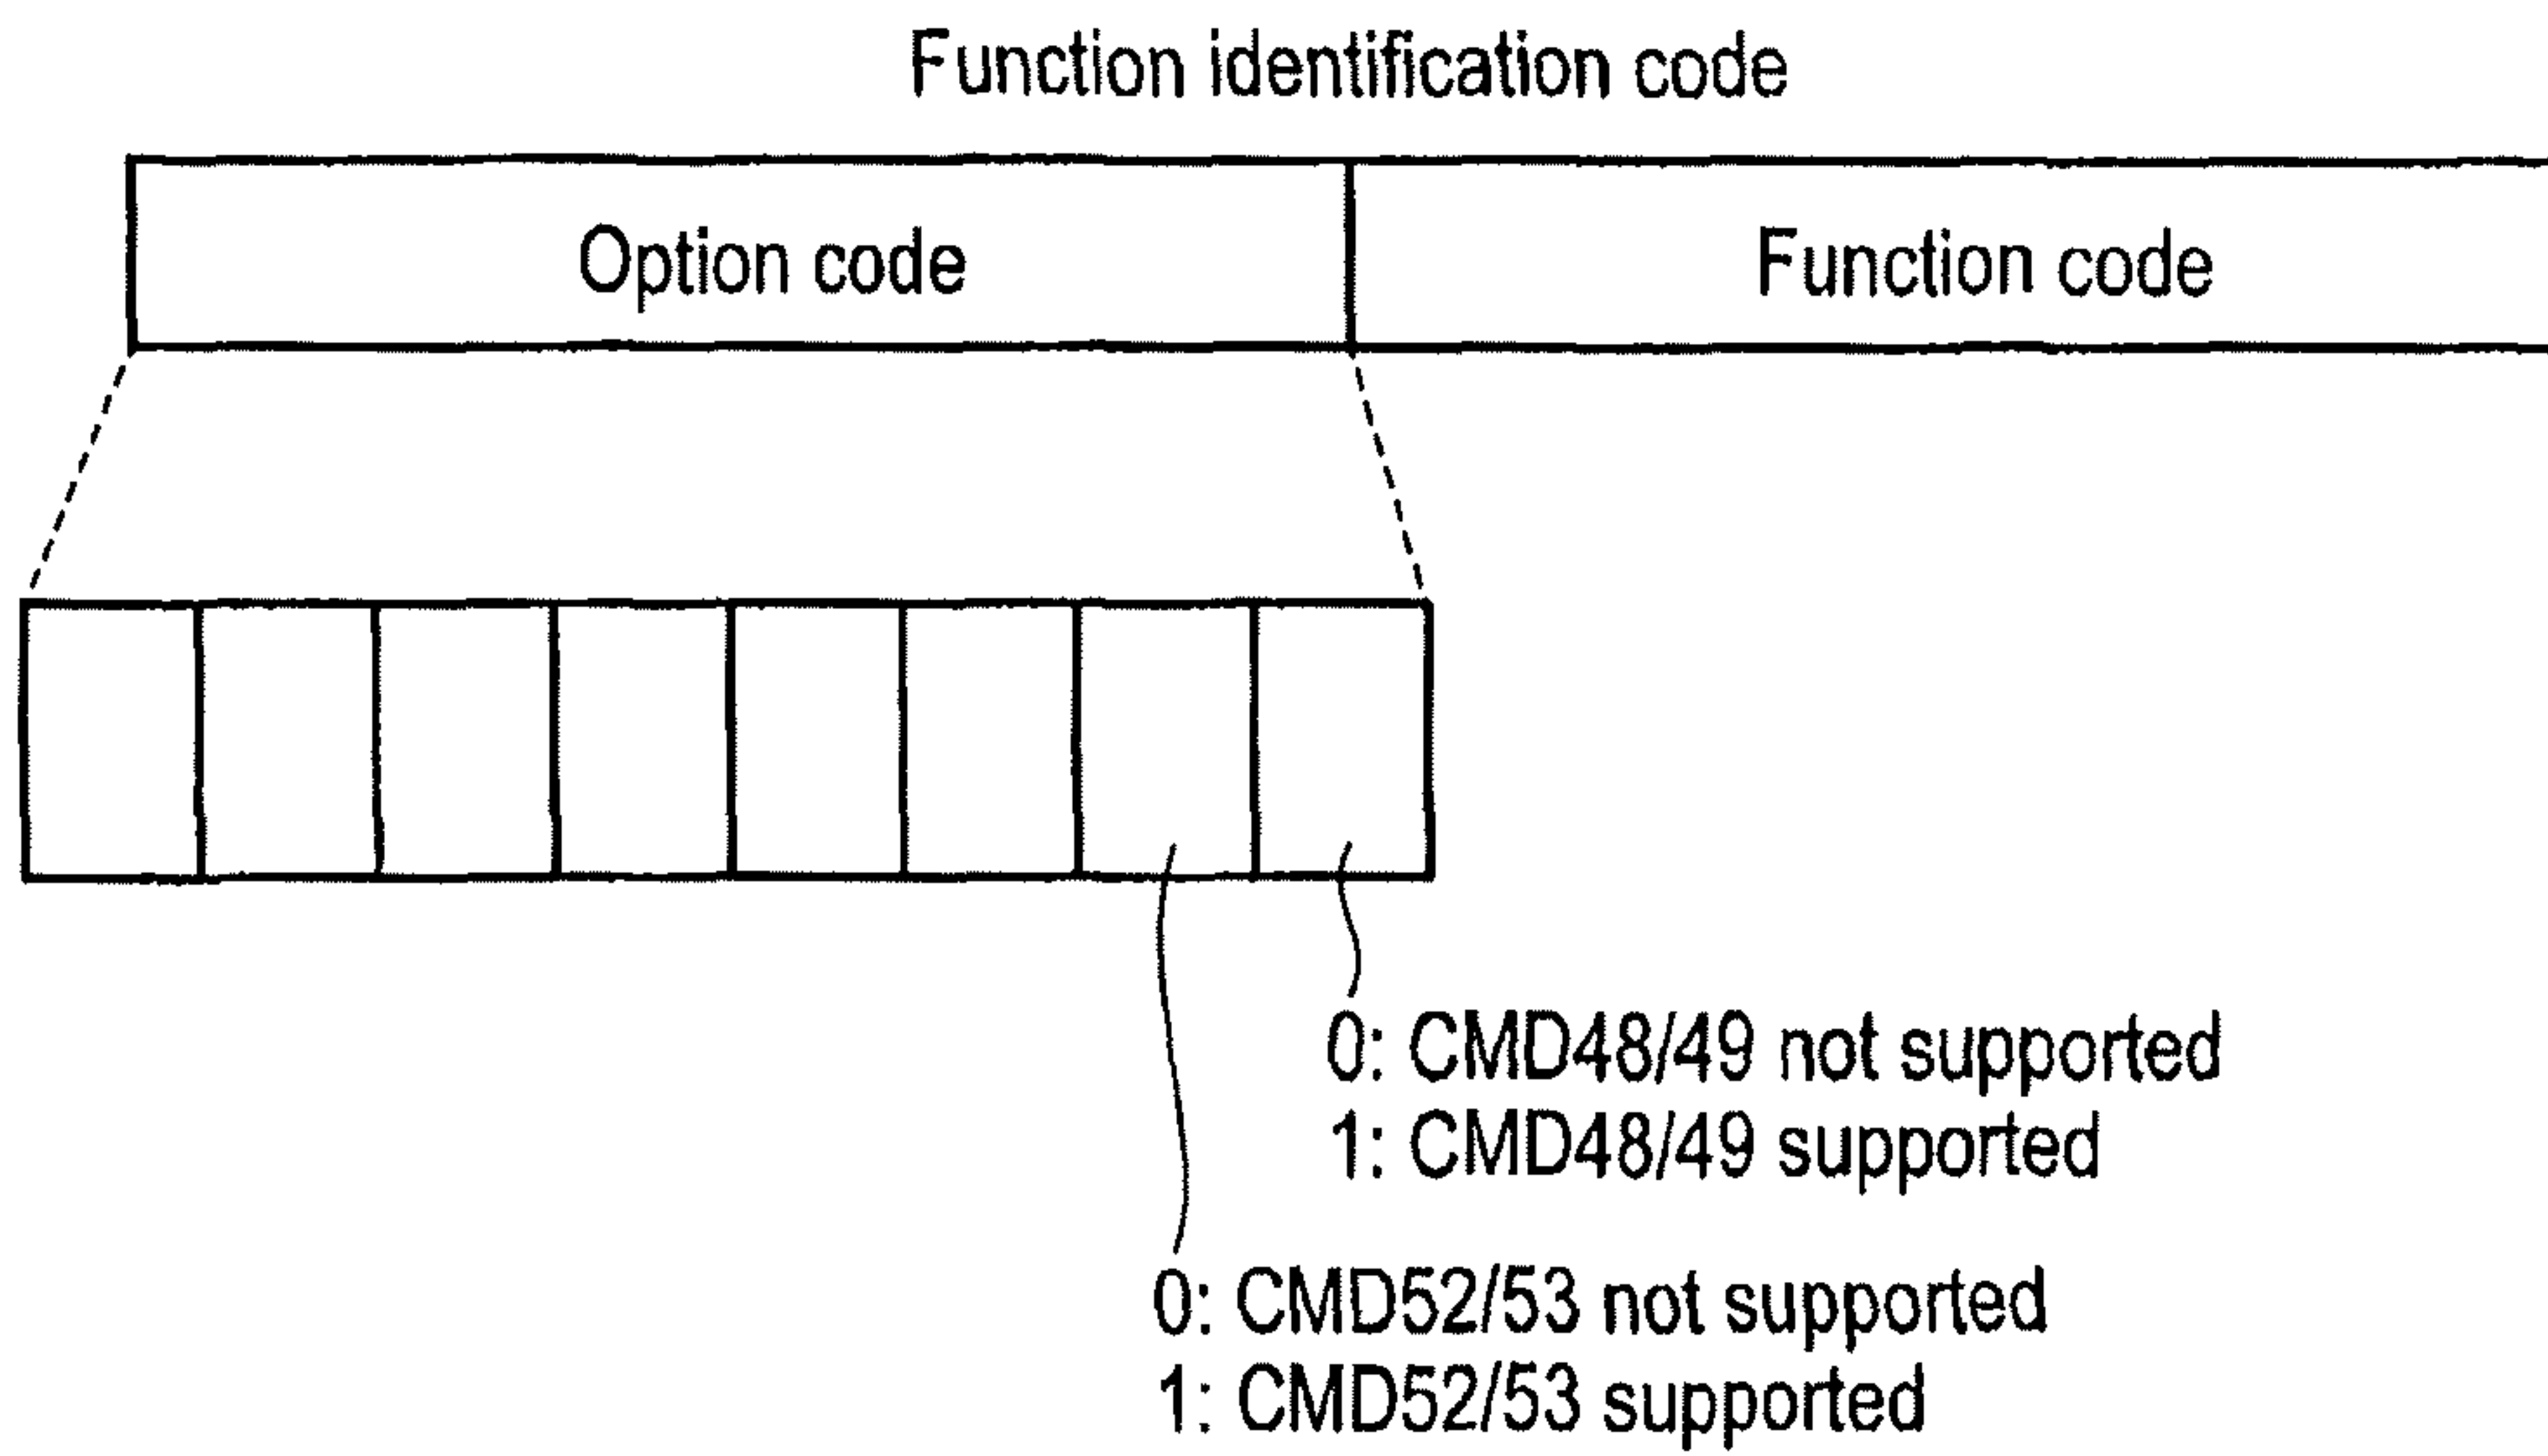 Function identification code
Option code
Function code
0: CMD48/49 not supported
1: CMD48/49 supported
0: CMD52/53 not supported
1: CMD52/53 supported